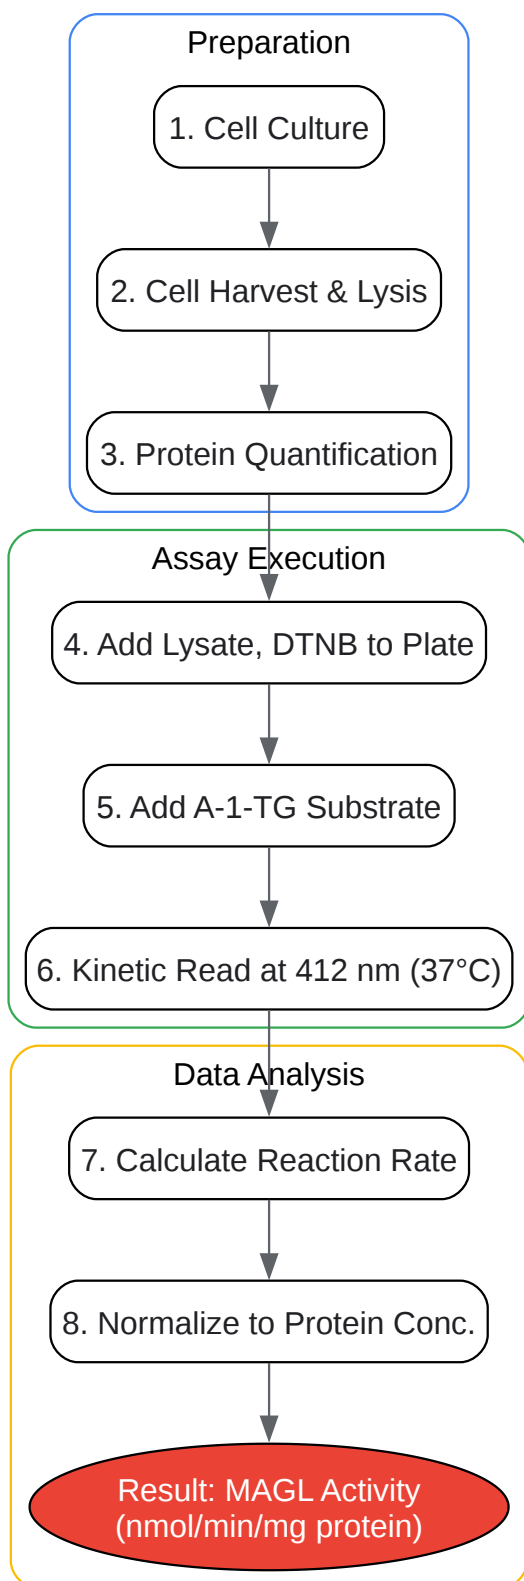 Preparation
1. Cell Culture
2. Cell Harvest & Lysis
3. Protein Quantification
Assay Execution
4. Add Lysate, DTNB to Plate
5. Add A-1-TG Substrate
6. Kinetic Read at 412 nm (37°C)
Data Analysis
7. Calculate Reaction Rate
8. Normalize to Protein Conc.
Result: MAGL Activity
(nmol/min/mg protein)